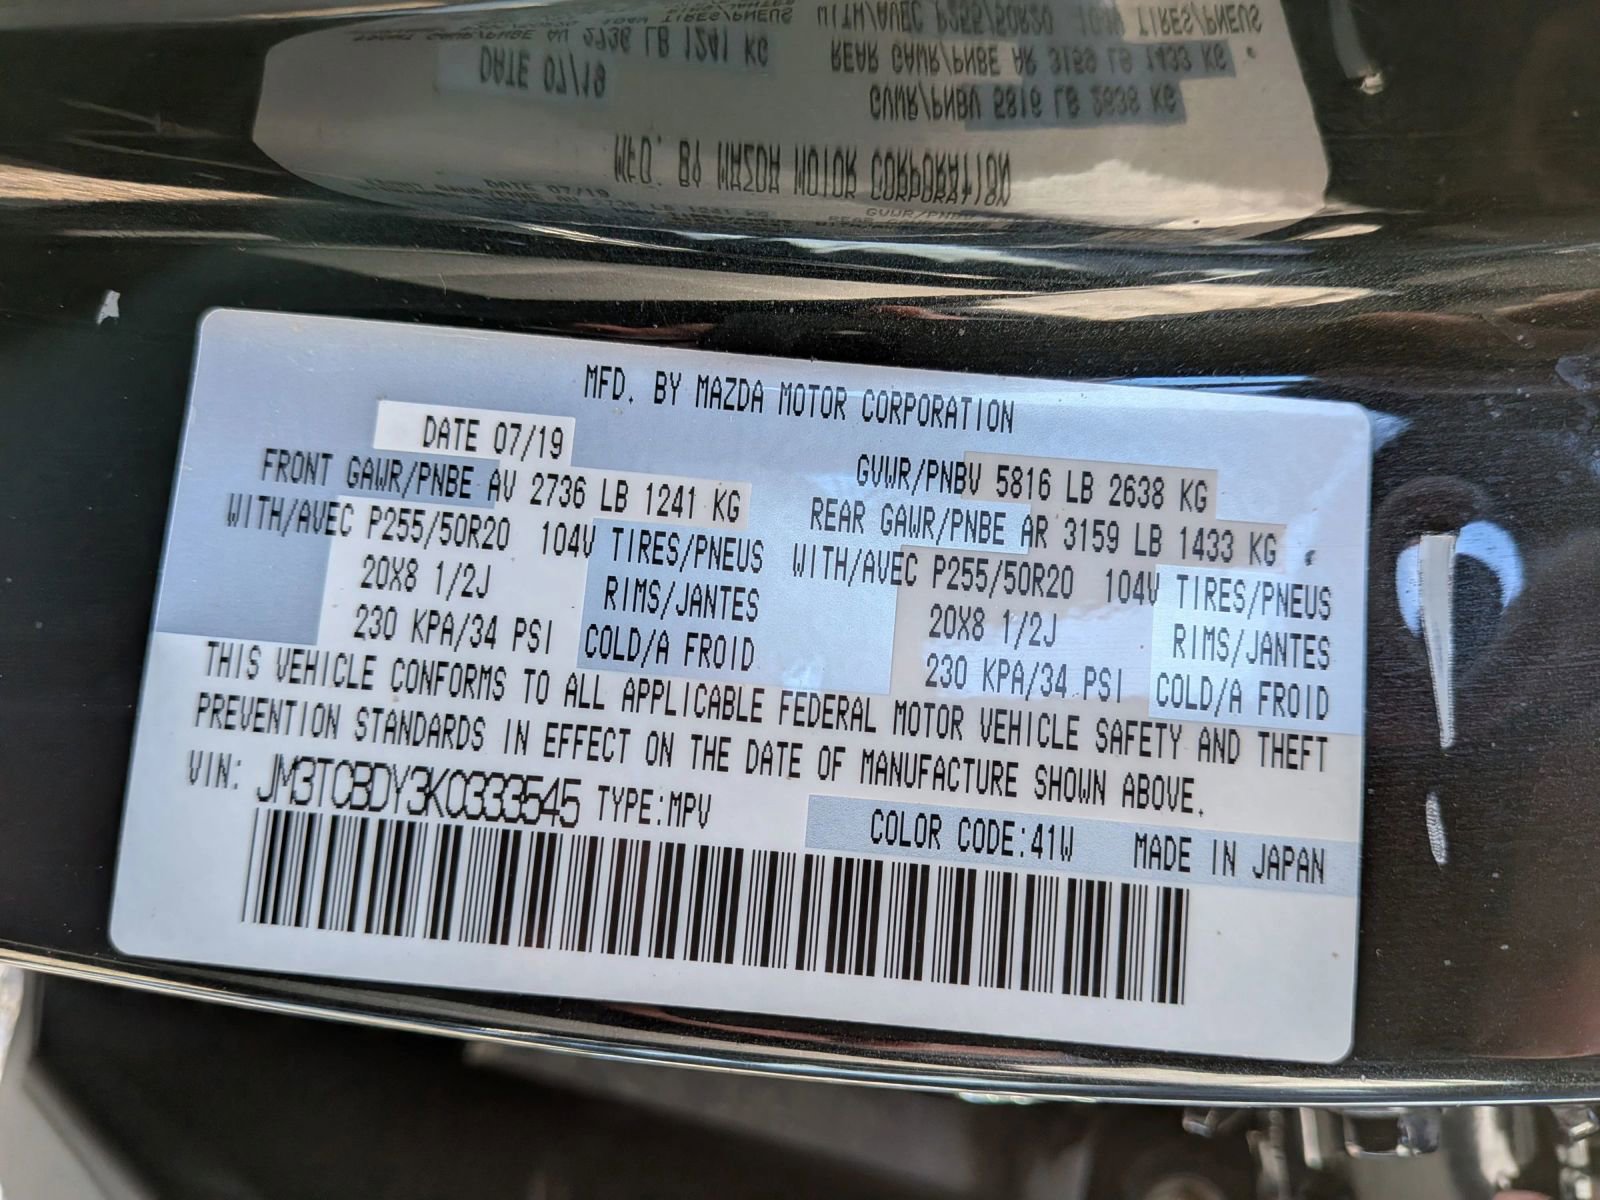 MFD. BY MAZDA MOTOR CORPORATION
DATE 07/19
GVWR/PNBV 5816 LB 2638 KG
FRONT GAWR/PNBE AV 2736 LB 1241 KG
REAR GAWR/PNBE AR 3159 LB 1433 KG
WITH/AVEC P255/50R20 104V TIRES/PNEUS
WITH/AVEC P255/50R20 104V TIRES/PNEUS
20X8 1/2J RIMS/JANTES
20X8 1/2J RIMS/JANTES
230 KPA/34 PSI COLD/A FROID
230 KPA/34 PSI COLD/A FROID
THIS VEHICLE CONFORMS TO ALL APPLICABLE FEDERAL MOTOR VEHICLE SAFETY AND THEFT
PREVENTION STANDARDS IN EFFECT ON THE DATE OF MANUFACTURE SHOWN ABOVE.
VIN: JM3TCBDY3K0333545 TYPE:MPV
COLOR CODE:41W MADE IN JAPAN